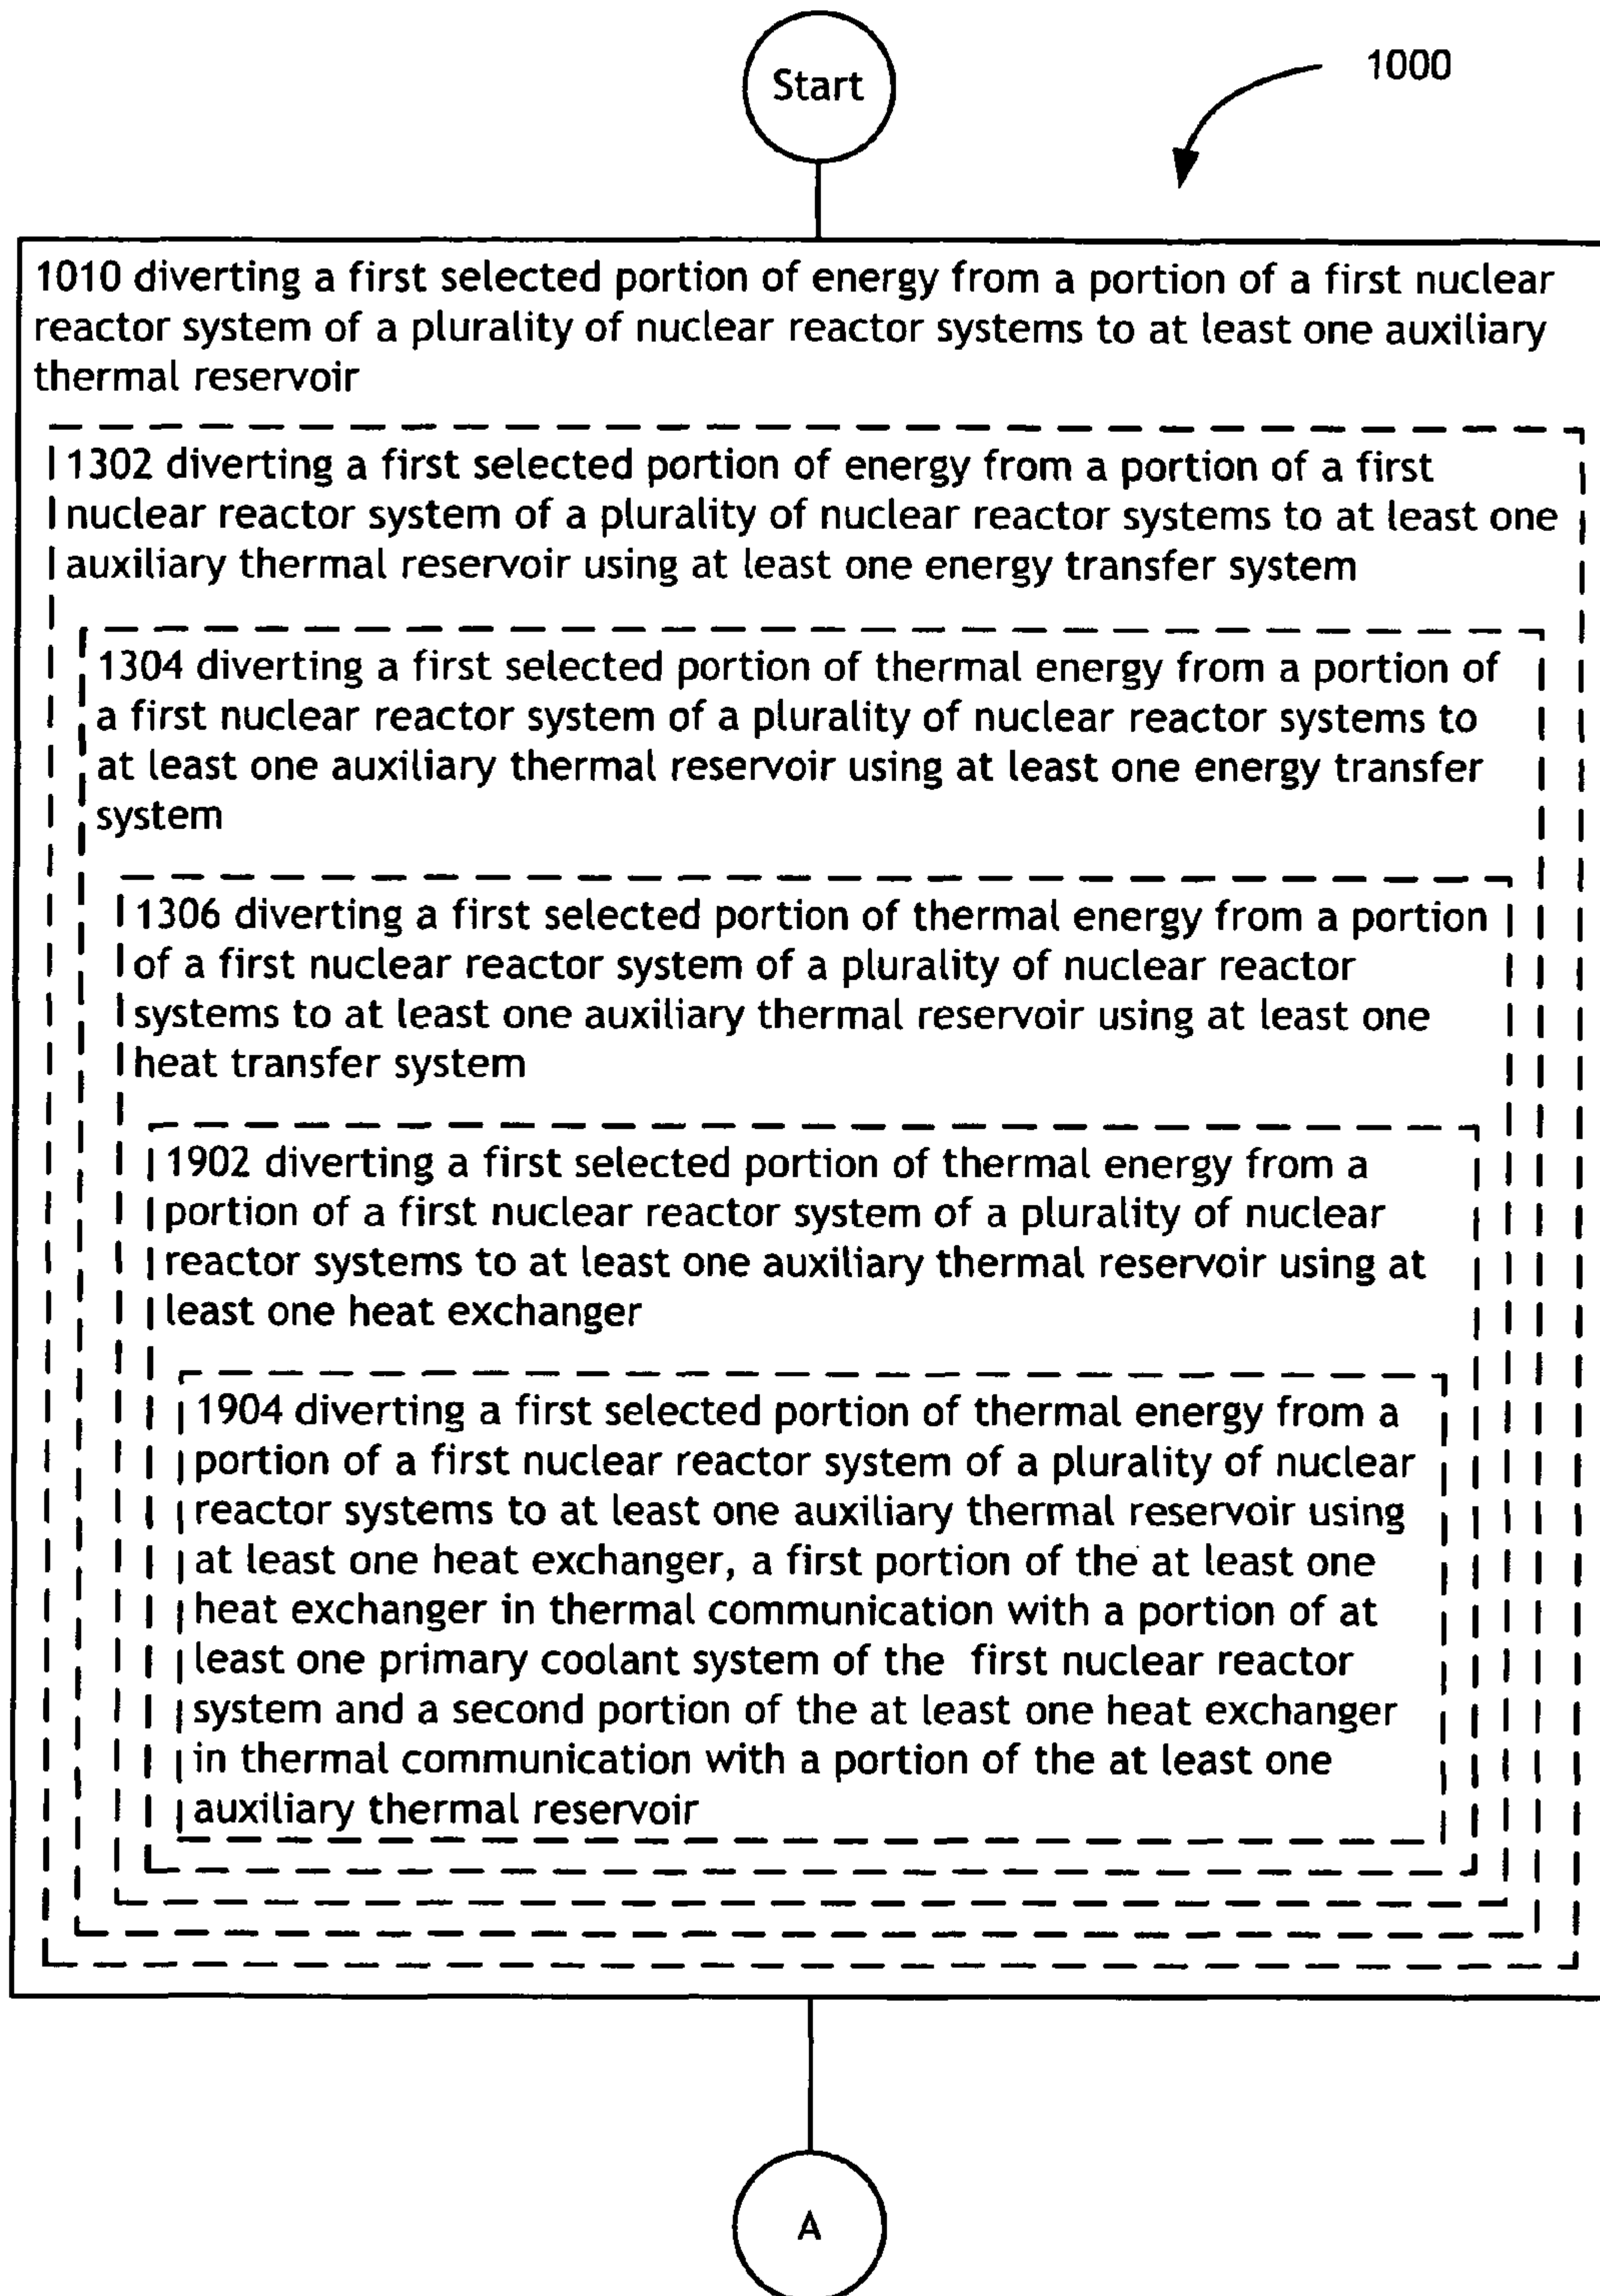 Start
1000
1010 diverting a first selected portion of energy from a portion of a first nuclear
reactor system of a plurality of nuclear reactor systems to at least one auxiliary
thermal reservoir
1302 diverting a first selected portion of energy from a portion of a first
nuclear reactor system of a plurality of nuclear reactor systems to at least one
auxiliary thermal reservoir using at least one energy transfer system
1304 diverting a first selected portion of thermal energy from a portion of
a first nuclear reactor system of a plurality of nuclear reactor systems to
at least one auxiliary thermal reservoir using at least one energy transfer
system
1306 diverting a first selected portion of thermal energy from a portion
of a first nuclear reactor system of a plurality of nuclear reactor
systems to at least one auxiliary thermal reservoir using at least one
heat transfer system
1902 diverting a first selected portion of thermal energy from a
portion of a first nuclear reactor system of a plurality of nuclear
reactor systems to at least one auxiliary thermal reservoir using at
least one heat exchanger
1904 diverting a first selected portion of thermal energy from a
portion of a first nuclear reactor system of a plurality of nuclear
reactor systems to at least one auxiliary thermal reservoir using
at least one heat exchanger, a first portion of the at least one
heat exchanger in thermal communication with a portion of at
least one primary coolant system of the first nuclear reactor
system and a second portion of the at least one heat exchanger
in thermal communication with a portion of the at least one
auxiliary thermal reservoir
A